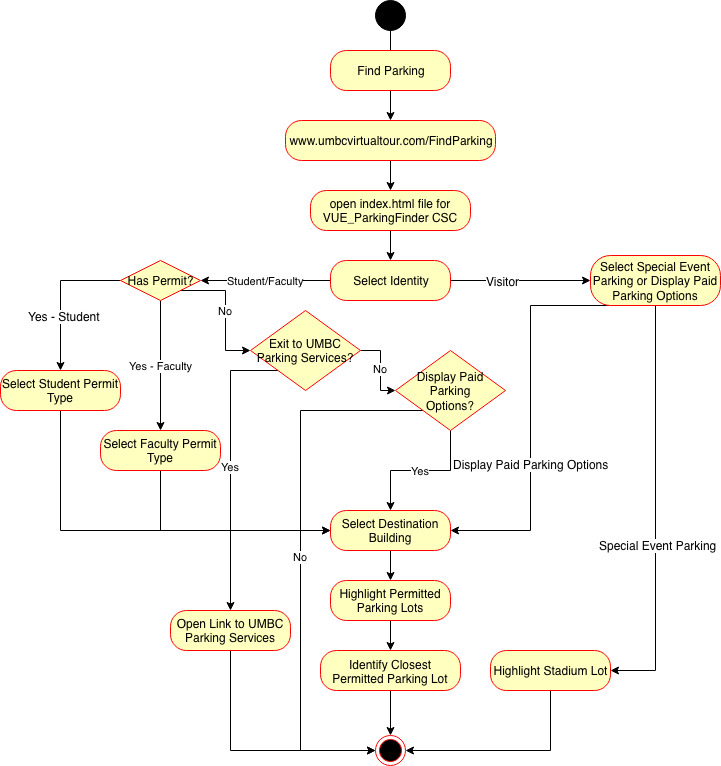 Find Parking
www.umbcvirtualtour.com/FindParking
open index.html file for
VUE_ParkingFinder CSC
Has Permit?
Student/Faculty
Select Identity
Visitor
Select Special Event
Parking or Display Paid
Parking Options
No
Yes - Student
Exit to UMBC
Parking Services?
Yes - Faculty
No
Display Paid
Parking
Options?
Select Student Permit
Type
Select Faculty Permit
Type
Yes
Yes
Display Paid Parking Options
Select Destination
Building
Special Event Parking
No
Highlight Permitted
Parking Lots
Open Link to UMBC
Parking Services
Identify Closest
Permitted Parking Lot
Highlight Stadium Lot